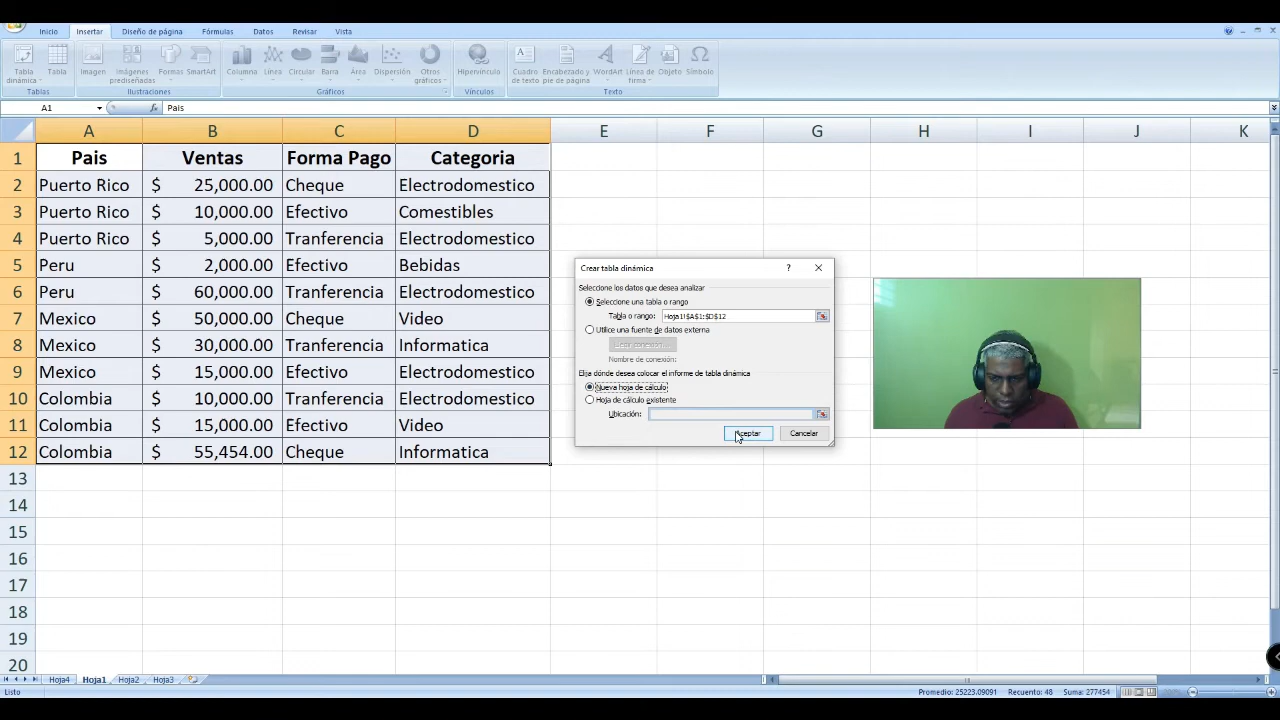 Inicio Insertar Diseño de página Fórmulas Datos Revisar Vista
Tabla dinámica Tabla Imagen Imágenes prediseñadas Formas SmartArt Columna Línea Circular Barra Área Dispersión Otros gráficos Hipervínculo Cuadro de texto Encabezado y pie de página WordArt Línea de firma Objeto Símbolo
Tablas Ilustraciones Gráficos Vínculos Texto
A1 fx Pais
A B C D E F G H I J K
1 Pais Ventas Forma Pago Categoria
2 Puerto Rico $ 25,000.00 Cheque Electrodomestico
3 Puerto Rico $ 10,000.00 Efectivo Comestibles
4 Puerto Rico $ 5,000.00 Tranferencia Electrodomestico
5 Peru $ 2,000.00 Efectivo Bebidas
6 Peru $ 60,000.00 Tranferencia Electrodomestico
7 Mexico $ 50,000.00 Cheque Video
8 Mexico $ 30,000.00 Tranferencia Informatica
9 Mexico $ 15,000.00 Efectivo Electrodomestico
10 Colombia $ 10,000.00 Tranferencia Electrodomestico
11 Colombia $ 15,000.00 Efectivo Video
12 Colombia $ 55,454.00 Cheque Informatica
13
14
15
16
17
18
19
20
Crear tabla dinámica ?
Seleccione los datos que desea analizar
Seleccione una tabla o rango
Tabla o rango: Hoja1!$A$1:$D$12
Utilice una fuente de datos externa
Elegir conexión...
Nombre de conexión:
Elija dónde desea colocar el informe de tabla dinámica
Nueva hoja de cálculo
Hoja de cálculo existente
Ubicación:
Aceptar Cancelar
Hoja4 Hoja1 Hoja2 Hoja3
Listo Promedio: 25223.09091 Recuento: 48 Suma: 277454